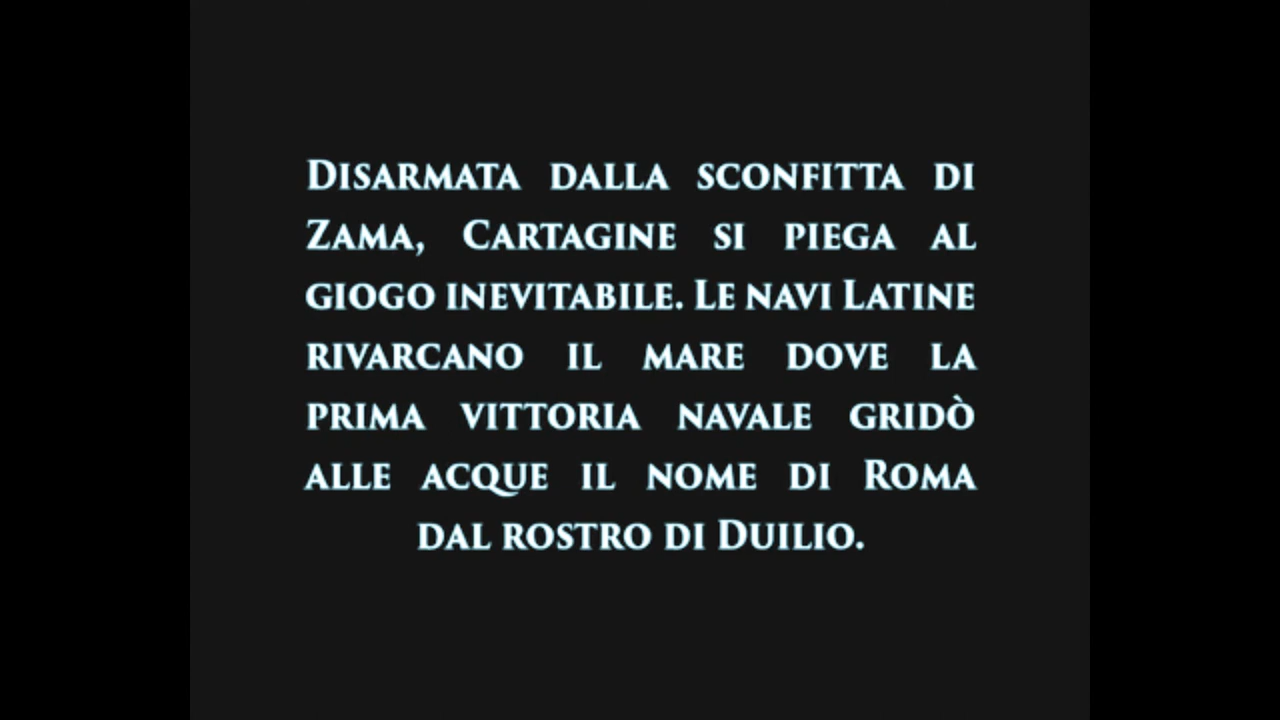 Disarmata dalla sconfitta di
Zama, Cartagine si piega al
giogo inevitabile. Le navi Latine
rivarcano il mare dove la
prima vittoria navale gridò
alle acque il nome di Roma
dal rostro di Duilio.